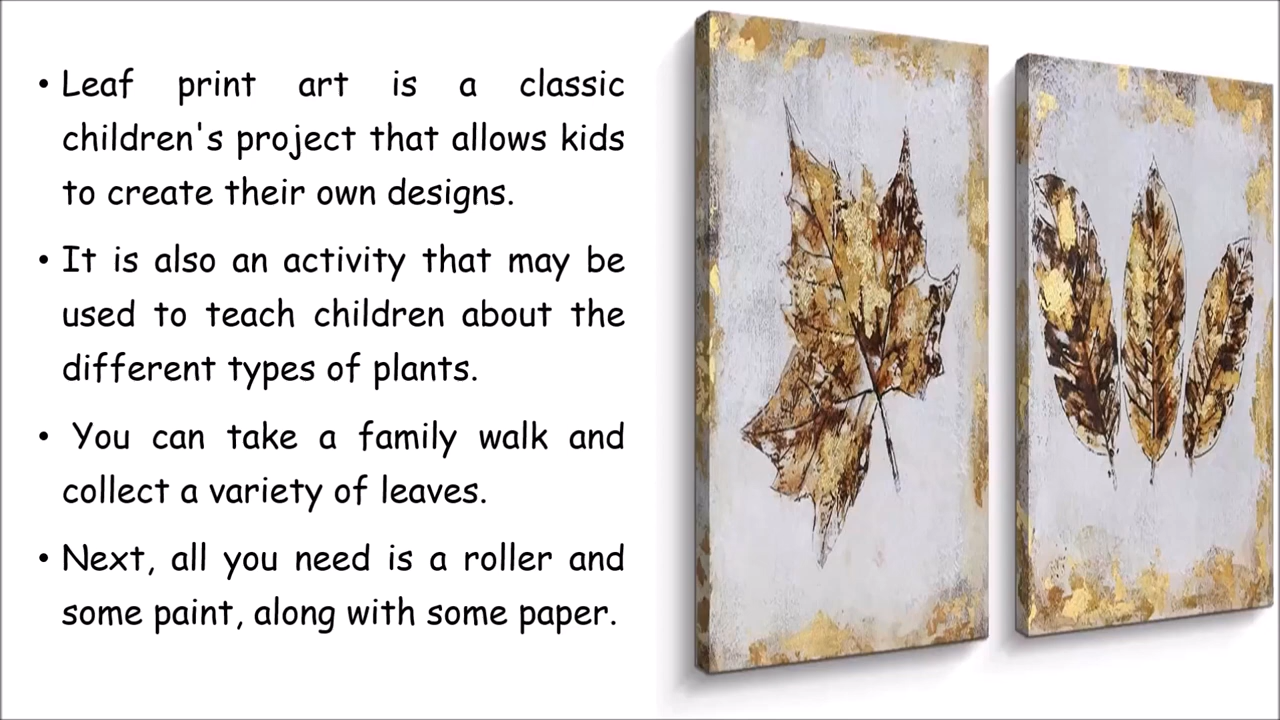 • Leaf print art is a classic
children's project that allows kids
to create their own designs.
• It is also an activity that may be
used to teach children about the
different types of plants.
• You can take a family walk and
collect a variety of leaves.
• Next, all you need is a roller and
some paint, along with some paper.